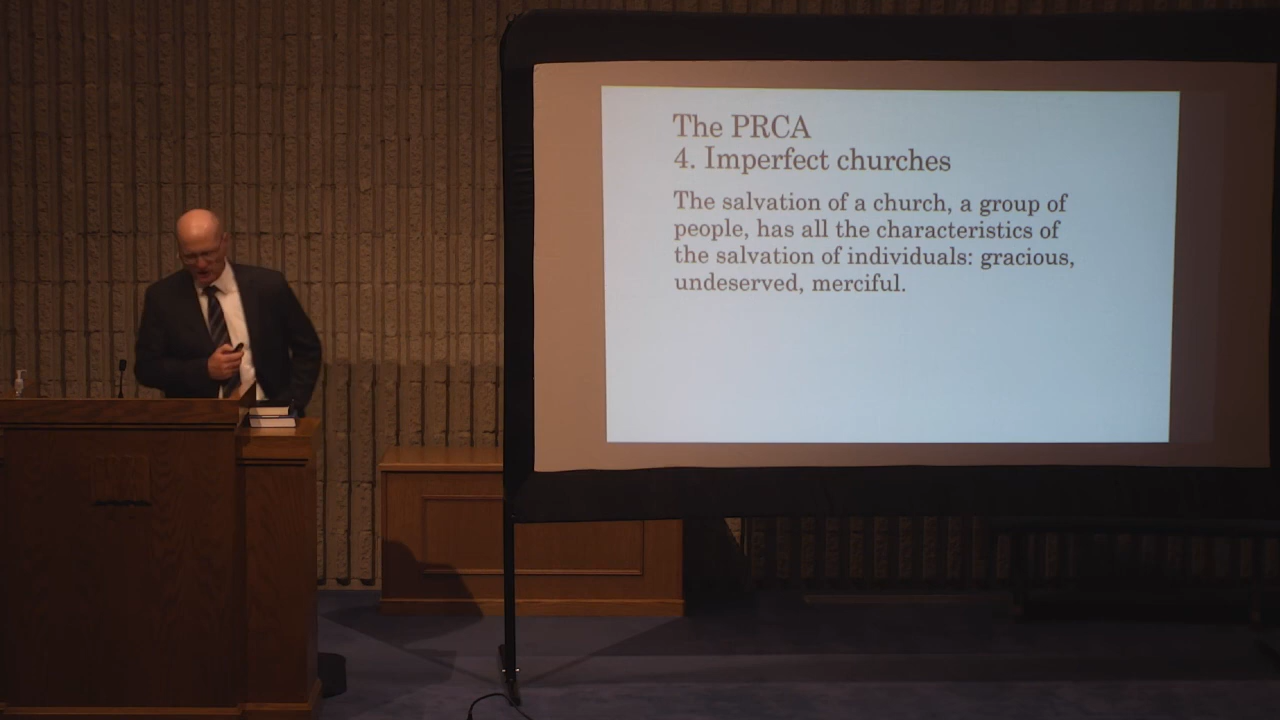 The PRCA
4. Imperfect churches
The salvation of a church, a group of
people, has all the characteristics of
the salvation of individuals: gracious,
undeserved, merciful.